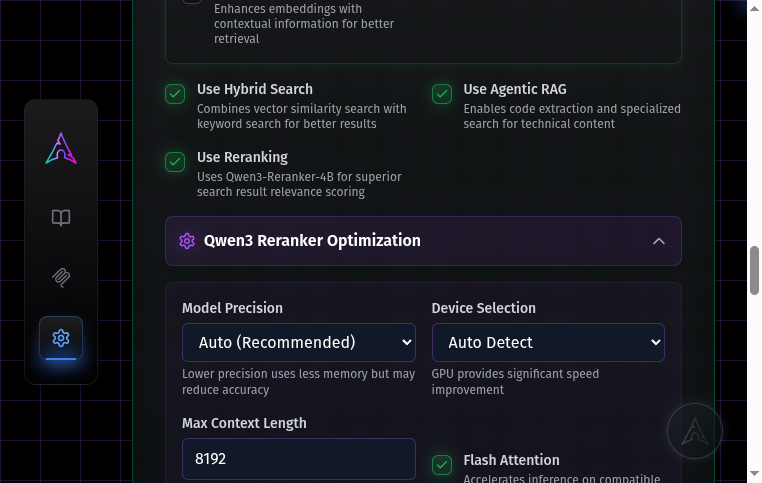 Enhances embeddings with
contextual information for better
retrieval
Use Hybrid Search
Combines vector similarity search with
keyword search for better results
Use Agentic RAG
Enables code extraction and specialized
search for technical content
Use Reranking
Uses Qwen3-Reranker-4B for superior
search result relevance scoring
Qwen3 Reranker Optimization
Model Precision
Auto (Recommended)
Lower precision uses less memory but may
reduce accuracy
Device Selection
Auto Detect
GPU provides significant speed
improvement
Max Context Length
8192
Flash Attention
Accelerates inference on compatible